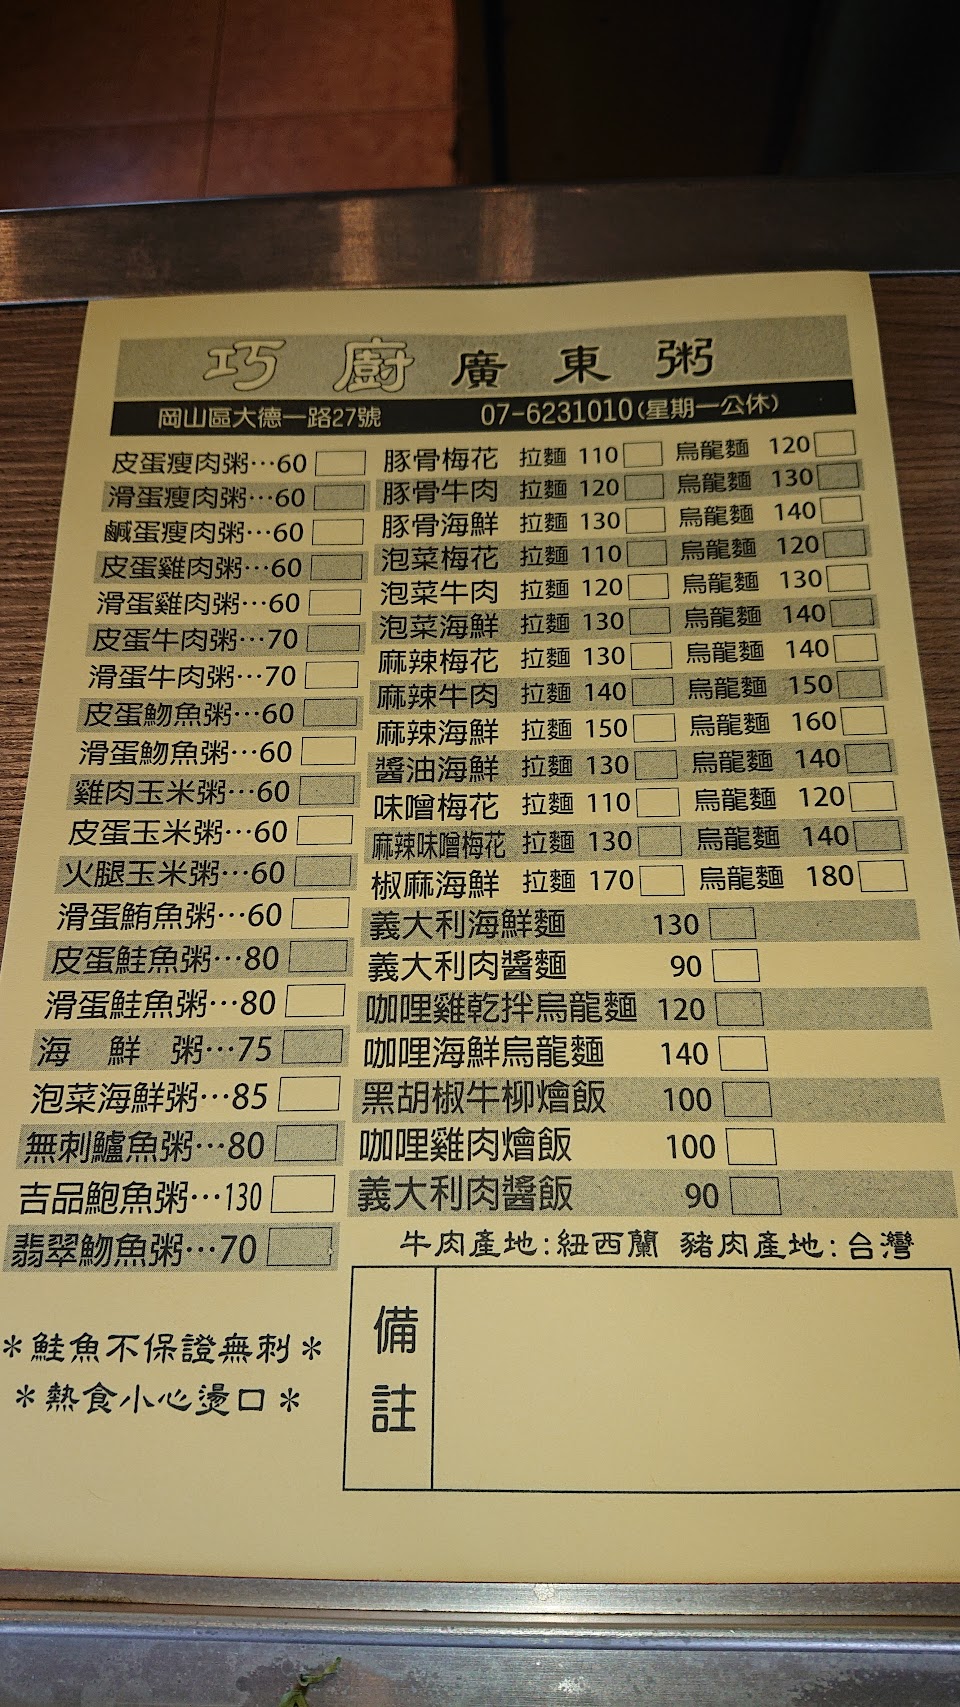 巧廚廣東粥
岡山區大德一路27號 07-6231010(星期一公休)
皮蛋瘦肉粥…60
滑蛋瘦肉粥…60
鹹蛋瘦肉粥…60
皮蛋雞肉粥…60
滑蛋雞肉粥…60
皮蛋牛肉粥…70
滑蛋牛肉粥…70
皮蛋魩魚粥…60
滑蛋魩魚粥…60
雞肉玉米粥…60
皮蛋玉米粥…60
火腿玉米粥…60
滑蛋鮪魚粥…60
皮蛋鮭魚粥…80
滑蛋鮭魚粥…80
海鮮粥…75
泡菜海鮮粥…85
無刺鱸魚粥…80
吉品鮑魚粥…130
翡翠魩魚粥…70
*鮭魚不保證無刺*
*熱食小心燙口*
豚骨梅花 拉麵 110 烏龍麵 120
豚骨牛肉 拉麵 120 烏龍麵 130
豚骨海鮮 拉麵 130 烏龍麵 140
泡菜梅花 拉麵 110 烏龍麵 120
泡菜牛肉 拉麵 120 烏龍麵 130
泡菜海鮮 拉麵 130 烏龍麵 140
麻辣梅花 拉麵 130 烏龍麵 140
麻辣牛肉 拉麵 140 烏龍麵 150
麻辣海鮮 拉麵 150 烏龍麵 160
醬油海鮮 拉麵 130 烏龍麵 140
味噌梅花 拉麵 110 烏龍麵 120
麻辣味噌梅花 拉麵 130 烏龍麵 140
椒麻海鮮 拉麵 170 烏龍麵 180
義大利海鮮麵 130
義大利肉醬麵 90
咖哩雞乾拌烏龍麵 120
咖哩海鮮烏龍麵 140
黑胡椒牛柳燴飯 100
咖哩雞肉燴飯 100
義大利肉醬飯 90
牛肉產地:紐西蘭 豬肉產地:台灣
備註